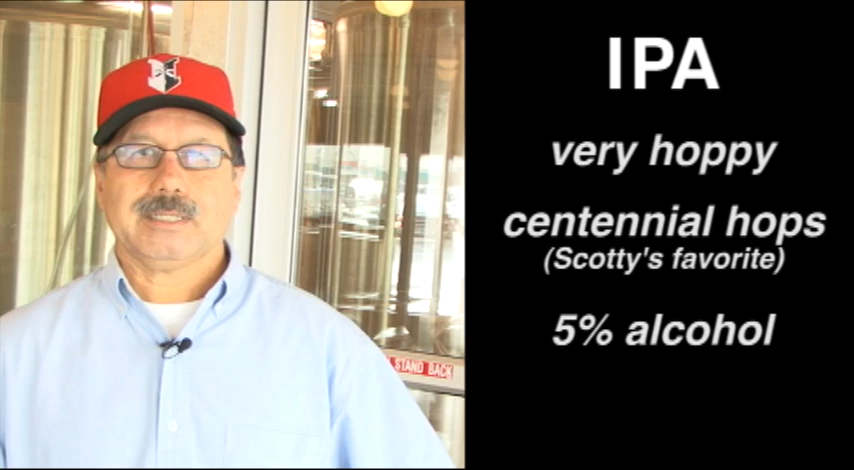 IPA
very hoppy
centennial hops
(Scotty's favorite)
5% alcohol
STAND BACK